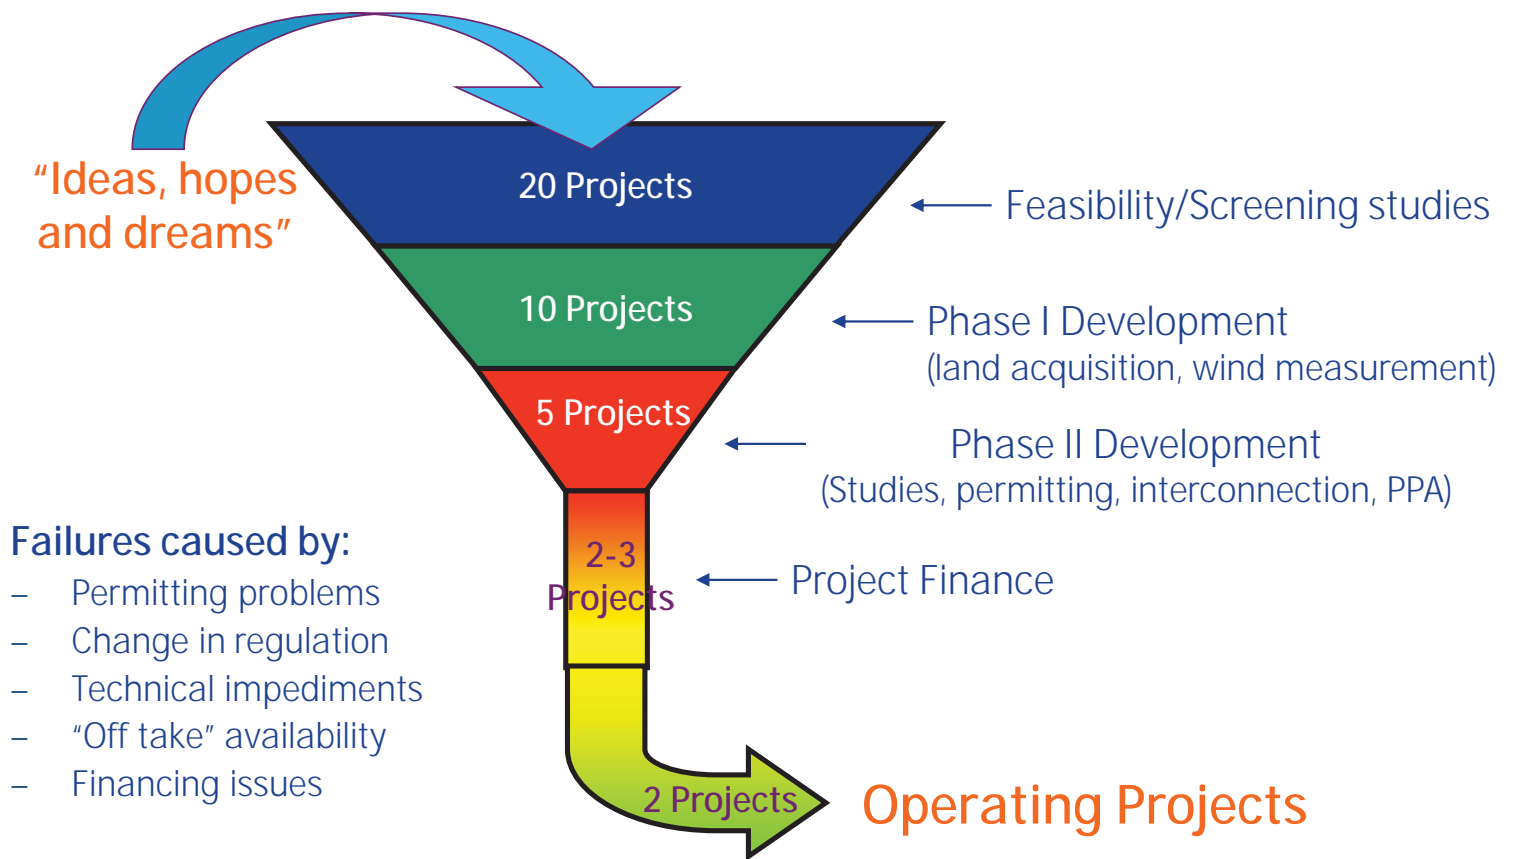 “Ideas, hopes
and dreams”
20 Projects
Feasibility/Screening studies
10 Projects
Phase I Development
(land acquisition, wind measurement)
5 Projects
Phase II Development
(Studies, permitting, interconnection, PPA)
2-3
Projects
Project Finance
Failures caused by:
– Permitting problems
– Change in regulation
– Technical impediments
– “Off take” availability
– Financing issues
2 Projects
Operating Projects